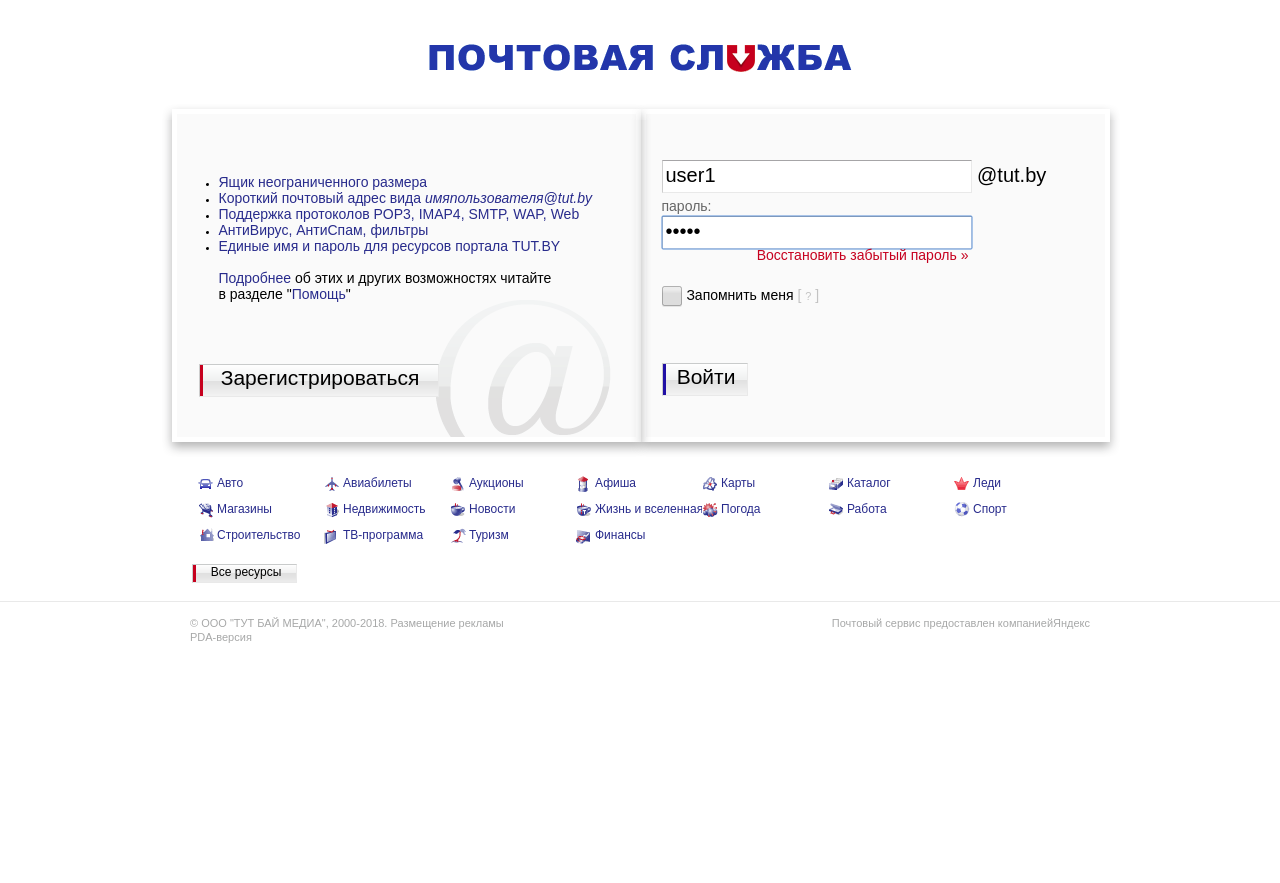 ПОЧТОВАЯ СЛУЖБА
Ящик неограниченного размера
Короткий почтовый адрес вида имяпользователя@tut.by
Поддержка протоколов POP3, IMAP4, SMTP, WAP, Web
АнтиВирус, АнтиСпам, фильтры
Единые имя и пароль для ресурсов портала TUT.BY
Подробнее об этих и других возможностях читайте
в разделе "Помощь"
Зарегистрироваться
@
user1 @tut.by
пароль:
•••••
Восстановить забытый пароль »
Запомнить меня [ ? ]
Войти
Авто Авиабилеты Аукционы Афиша Карты Каталог Леди
Магазины Недвижимость Новости Жизнь и вселенная Погода Работа Спорт
Строительство ТВ-программа Туризм Финансы
Все ресурсы
© ООО "ТУТ БАЙ МЕДИА", 2000-2018. Размещение рекламы
PDA-версия
Почтовый сервис предоставлен компаниейЯндекс